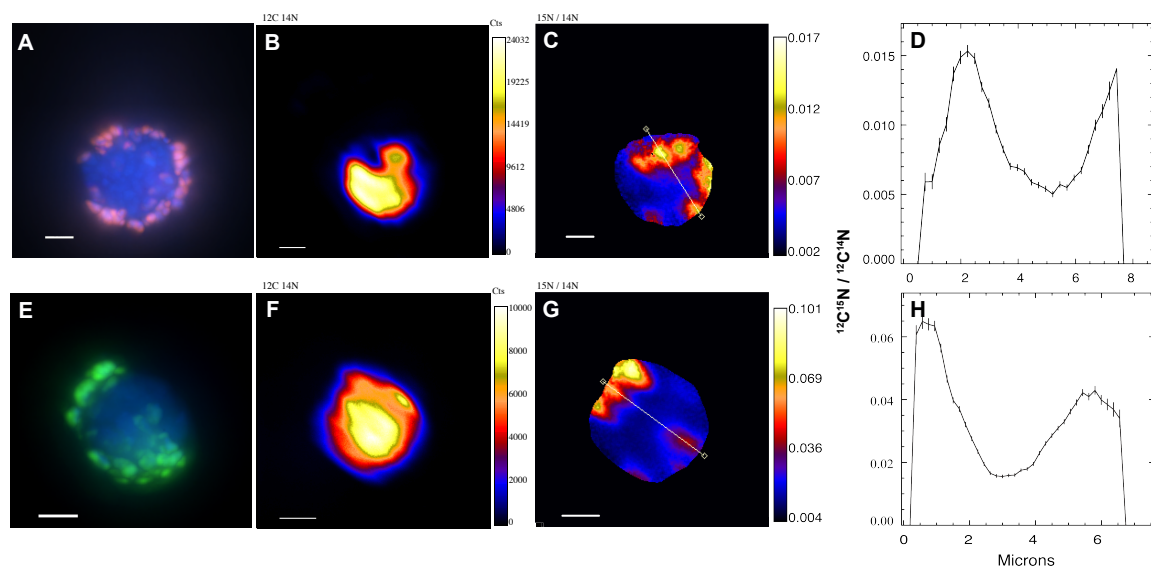 12C 14N
Cts
15N / 14N
A
B
C
D
24032
19225
14419
9612
4806
0
0.017
0.012
0.007
0.002
0.015
0.010
0.005
0.000
0 2 4 6 8
¹²C¹⁵N / ¹²C¹⁴N
12C 14N
Cts
15N / 14N
E
F
G
H
10000
8000
6000
4000
2000
0
0.101
0.069
0.036
0.004
0.06
0.04
0.02
0.00
0 2 4 6
Microns